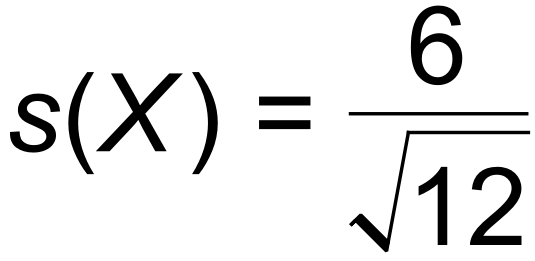 s(X) = 6/√12